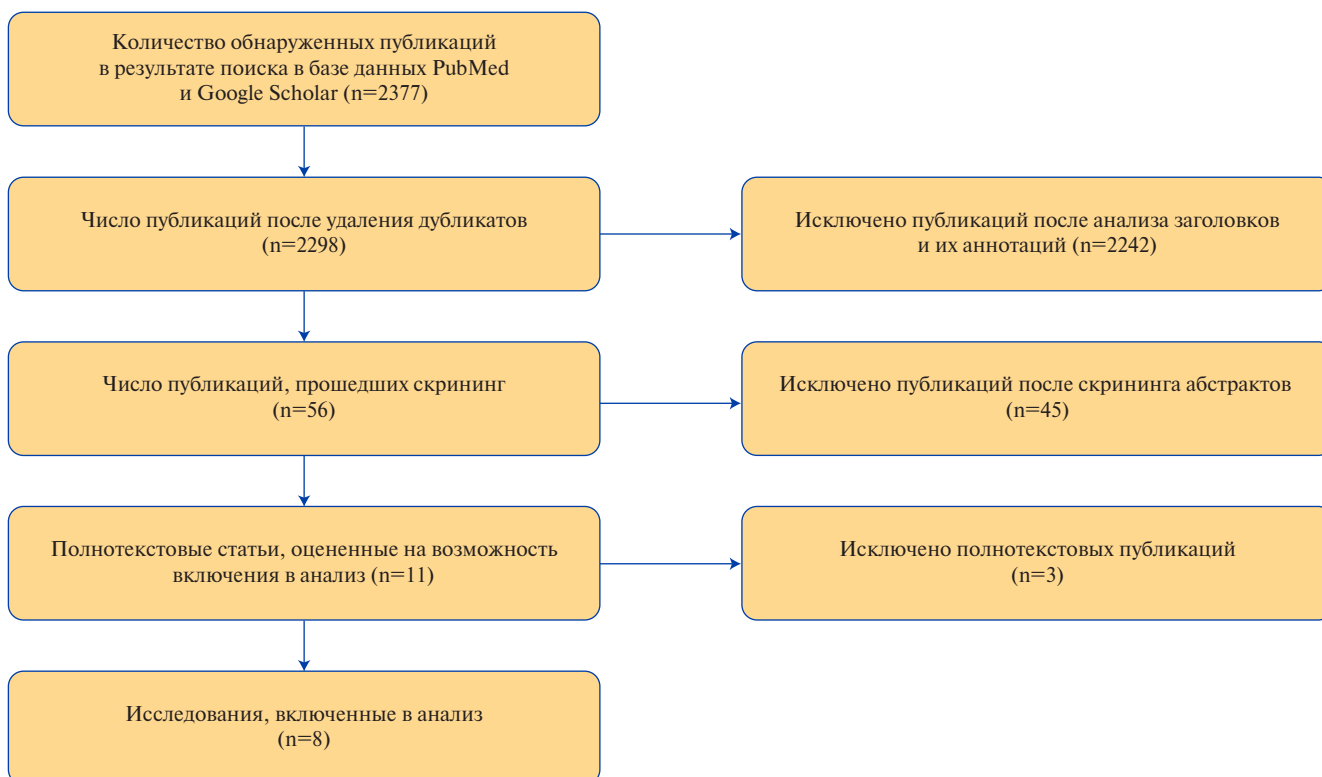 Количество обнаруженных публикаций
в результате поиска в базе данных PubMed
и Google Scholar (n=2377)
Число публикаций после удаления дубликатов
(n=2298)
Исключено публикаций после анализа заголовков
и их аннотаций (n=2242)
Число публикаций, прошедших скрининг
(n=56)
Исключено публикаций после скрининга абстрактов
(n=45)
Полнотекстовые статьи, оцененные на возможность
включения в анализ (n=11)
Исключено полнотекстовых публикаций
(n=3)
Исследования, включенные в анализ
(n=8)